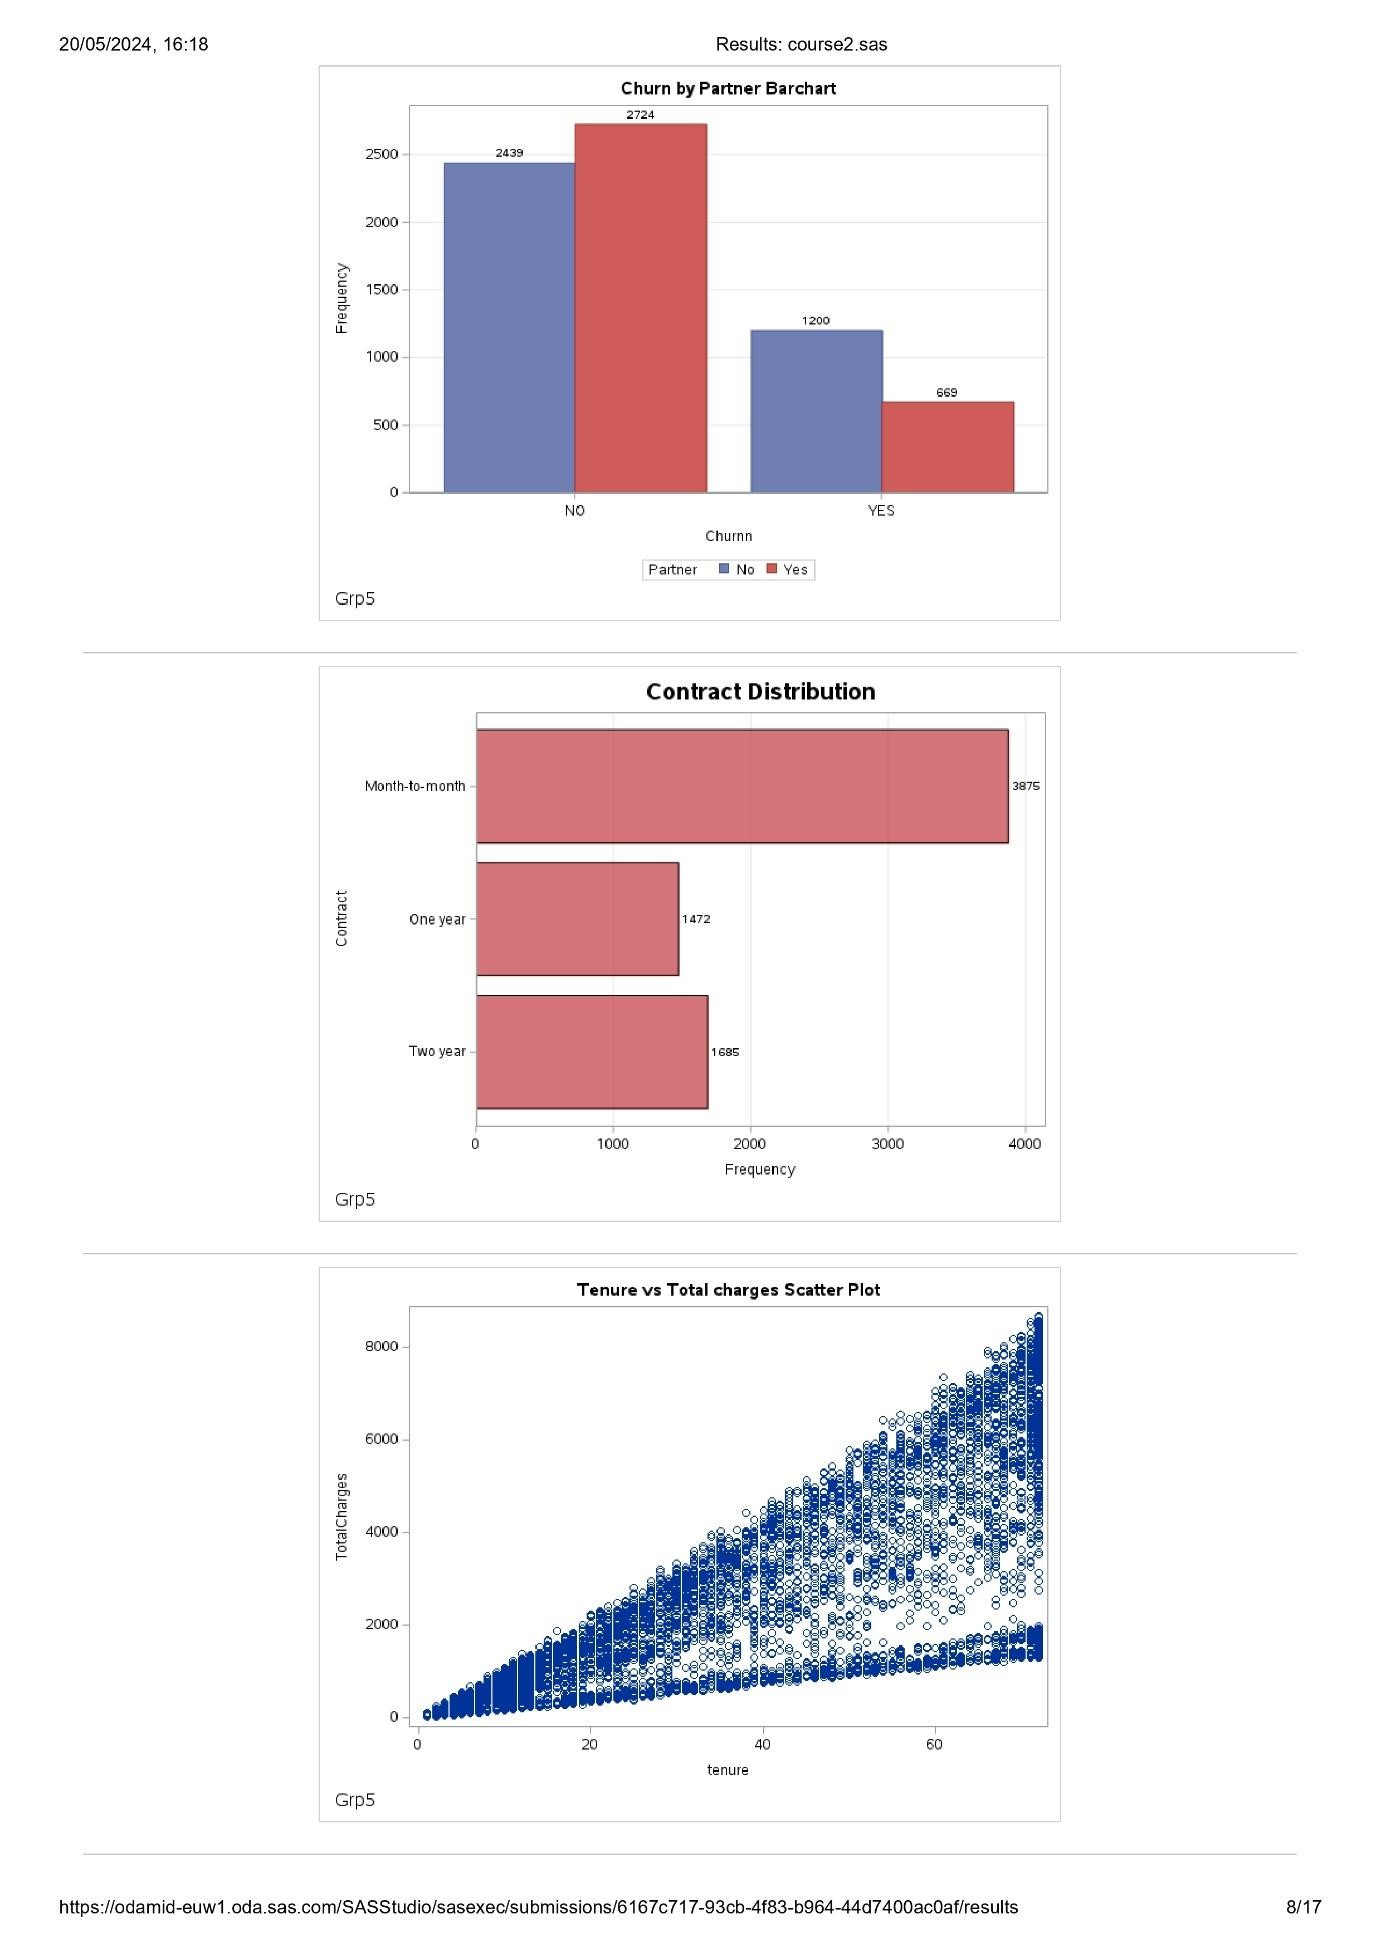 20/05/2024, 16:18 Results: course2.sas
Churn by Partner Barchart
2724
2439
2500
2000
1500
1200
1000
669
500
0
Frequency
NO YES
Churnn
Partner No Yes
Grp5
Contract Distribution
Month-to-month 3875
One year 1472
Two year 1685
Contract
0 1000 2000 3000 4000
Frequency
Grp5
Tenure vs Total charges Scatter Plot
8000
6000
4000
2000
0
TotalCharges
0 20 40 60
tenure
Grp5
https://odamid-euw1.oda.sas.com/SASStudio/sasexec/submissions/6167c717-93cb-4f83-b964-44d7400ac0af/results 8/17